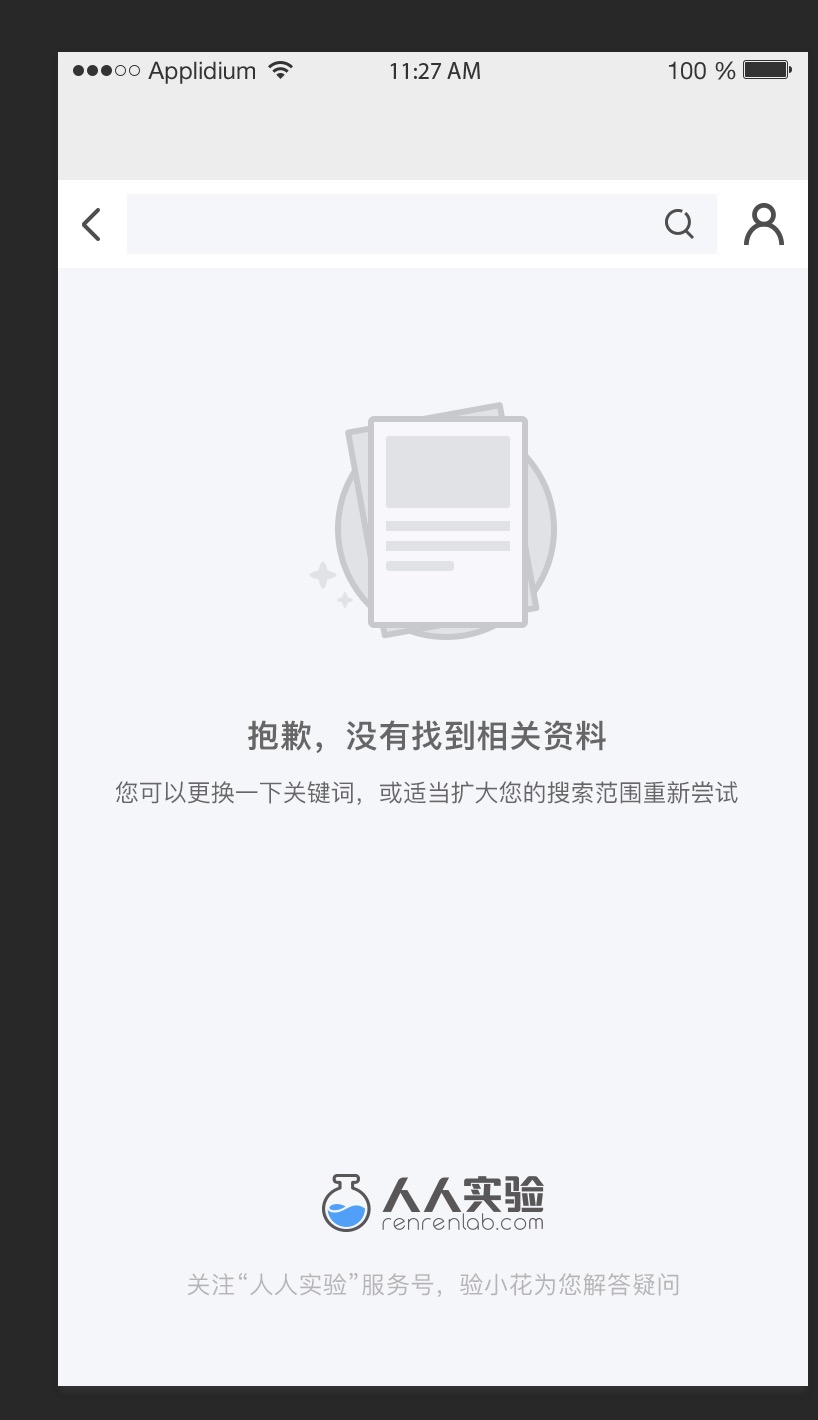 Applidium 11:27 AM 100 %
抱歉，没有找到相关资料
您可以更换一下关键词，或适当扩大您的搜索范围重新尝试
人人实验
renrenlab.com
关注“人人实验”服务号，验小花为您解答疑问